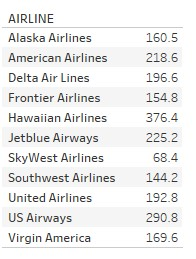 AIRLINE
Alaska Airlines 160.5
American Airlines 218.6
Delta Air Lines 196.6
Frontier Airlines 154.8
Hawaiian Airlines 376.4
Jetblue Airways 225.2
SkyWest Airlines 68.4
Southwest Airlines 144.2
United Airlines 192.8
US Airways 290.8
Virgin America 169.6